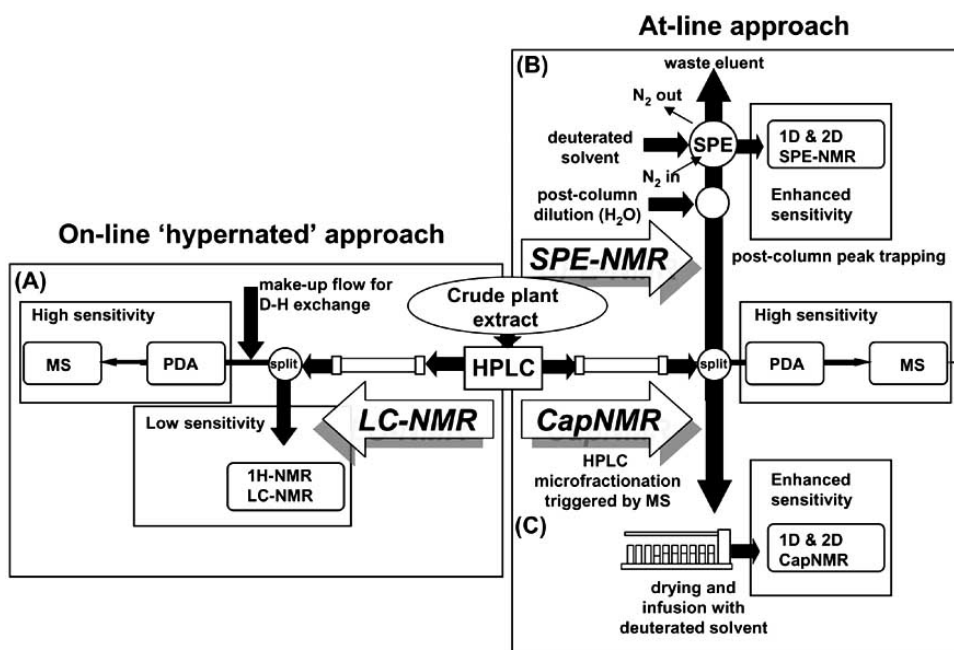 At-line approach
(B)
waste eluent
N2 out
deuterated
solvent
SPE
N2 in
1D & 2D
SPE-NMR
Enhanced
sensitivity
post-column
dilution (H2O)
SPE-NMR
post-column peak trapping
On-line ‘hypernated’ approach
(A)
make-up flow for
D-H exchange
High sensitivity
MS
PDA
split
Crude plant
extract
HPLC
split
High sensitivity
PDA
MS
Low sensitivity
1H-NMR
LC-NMR
LC-NMR
CapNMR
HPLC
microfractionation
triggered by MS
(C)
Enhanced
sensitivity
1D & 2D
CapNMR
drying and
infusion with
deuterated solvent